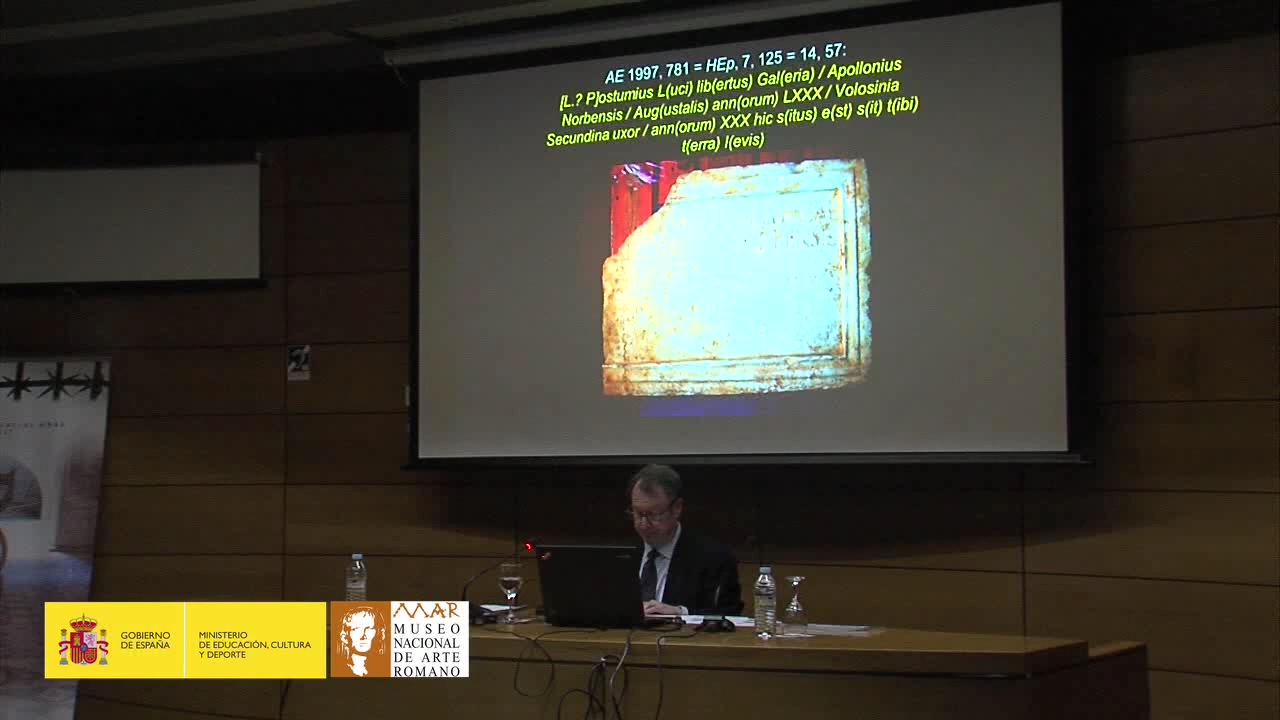 AE 1997, 781 = HEp, 7, 125 = 14, 57:
[L.? P]ostumius L(uci) lib(ertus) Gal(eria) / Apollonius
Norbensis / Aug(ustalis) ann(orum) LXXX / Volosinia
Secundina uxor / ann(orum) XXX hic s(itus) e(st) s(it) t(ibi)
t(erra) l(evis)
GOBIERNO
DE ESPAÑA
MINISTERIO
DE EDUCACIÓN, CULTURA
Y DEPORTE
MAR
MUSEO
NACIONAL
DE ARTE
ROMANO